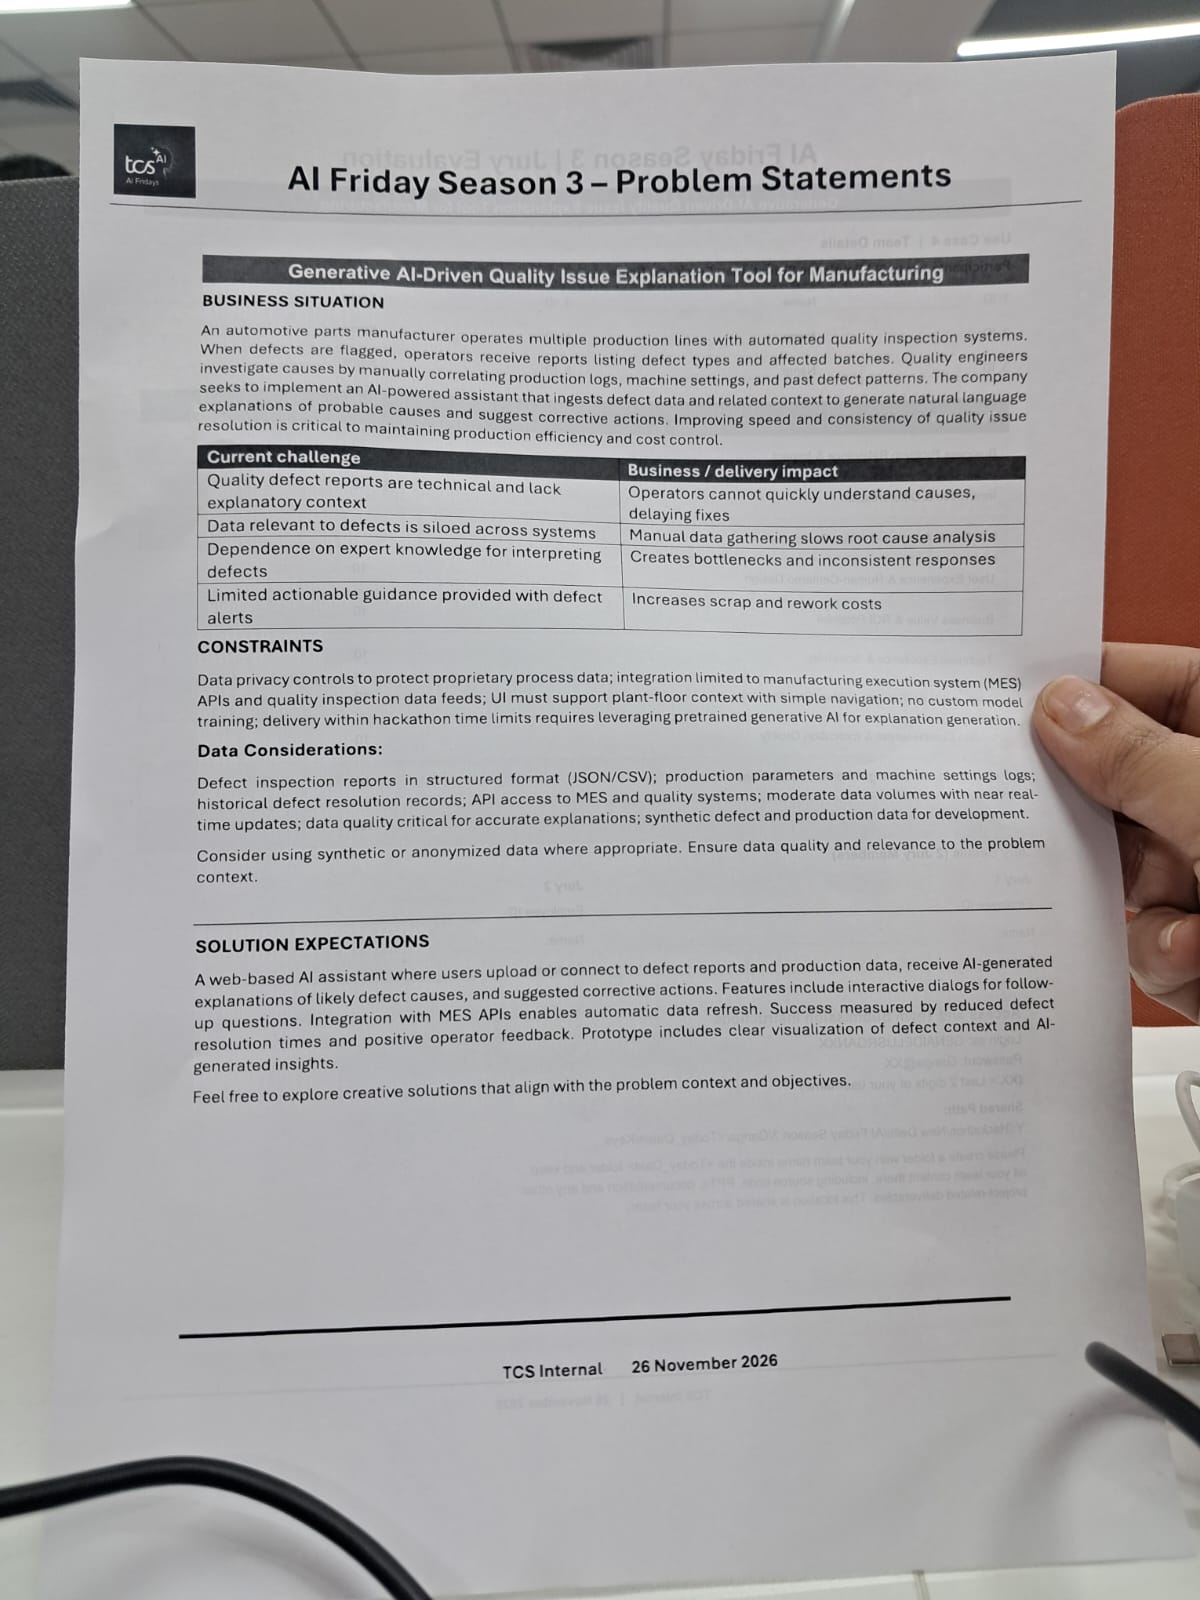 tcs AI
AI Fridays
AI Friday Season 3 – Problem Statements
Generative AI-Driven Quality Issue Explanation Tool for Manufacturing
BUSINESS SITUATION
An automotive parts manufacturer operates multiple production lines with automated quality inspection systems.
When defects are flagged, operators receive reports listing defect types and affected batches. Quality engineers
investigate causes by manually correlating production logs, machine settings, and past defect patterns. The company
seeks to implement an AI-powered assistant that ingests defect data and related context to generate natural language
explanations of probable causes and suggest corrective actions. Improving speed and consistency of quality issue
resolution is critical to maintaining production efficiency and cost control.
Current challenge
Business / delivery impact
Quality defect reports are technical and lack
explanatory context
Operators cannot quickly understand causes,
delaying fixes
Data relevant to defects is siloed across systems
Manual data gathering slows root cause analysis
Dependence on expert knowledge for interpreting
defects
Creates bottlenecks and inconsistent responses
Limited actionable guidance provided with defect
alerts
Increases scrap and rework costs
CONSTRAINTS
Data privacy controls to protect proprietary process data; integration limited to manufacturing execution system (MES)
APIs and quality inspection data feeds; UI must support plant-floor context with simple navigation; no custom model
training; delivery within hackathon time limits requires leveraging pretrained generative AI for explanation generation.
Data Considerations:
Defect inspection reports in structured format (JSON/CSV); production parameters and machine settings logs;
historical defect resolution records; API access to MES and quality systems; moderate data volumes with near real-
time updates; data quality critical for accurate explanations; synthetic defect and production data for development.
Consider using synthetic or anonymized data where appropriate. Ensure data quality and relevance to the problem
context.
SOLUTION EXPECTATIONS
A web-based AI assistant where users upload or connect to defect reports and production data, receive AI-generated
explanations of likely defect causes, and suggested corrective actions. Features include interactive dialogs for follow-
up questions. Integration with MES APIs enables automatic data refresh. Success measured by reduced defect
resolution times and positive operator feedback. Prototype includes clear visualization of defect context and AI-
generated insights.
Feel free to explore creative solutions that align with the problem context and objectives.
TCS Internal 26 November 2026